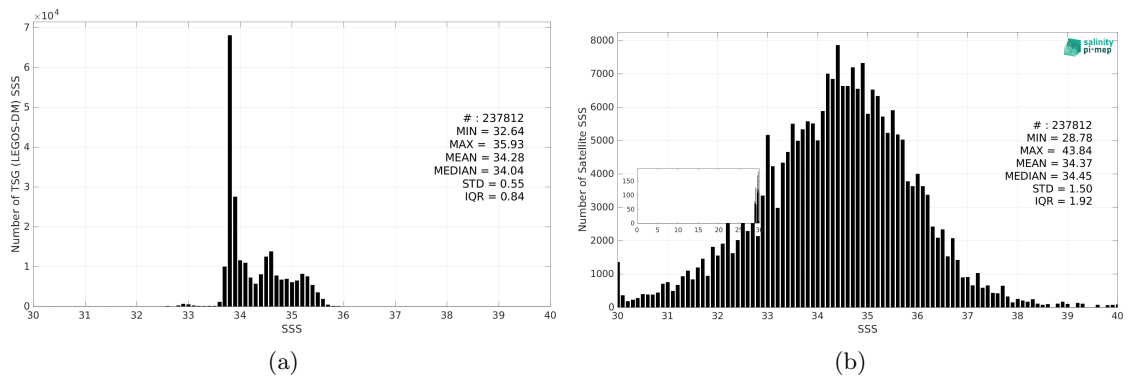 ×10⁴
7
6
5
4
3
2
1
0
Number of TSG (LEGOS-DM) SSS
# : 237812
MIN = 32.64
MAX = 35.93
MEAN = 34.28
MEDIAN = 34.04
STD = 0.55
IQR = 0.84
30 31 32 33 34 35 36 37 38 39 40
SSS
(a)
8000
7000
6000
5000
4000
3000
2000
1000
0
Number of Satellite SSS
salinity
pi-mep
# : 237812
MIN = 28.78
MAX = 43.84
MEAN = 34.37
MEDIAN = 34.45
STD = 1.50
IQR = 1.92
150
100
50
0
0 5 10 15 20 25 30
30 31 32 33 34 35 36 37 38 39 40
SSS
(b)